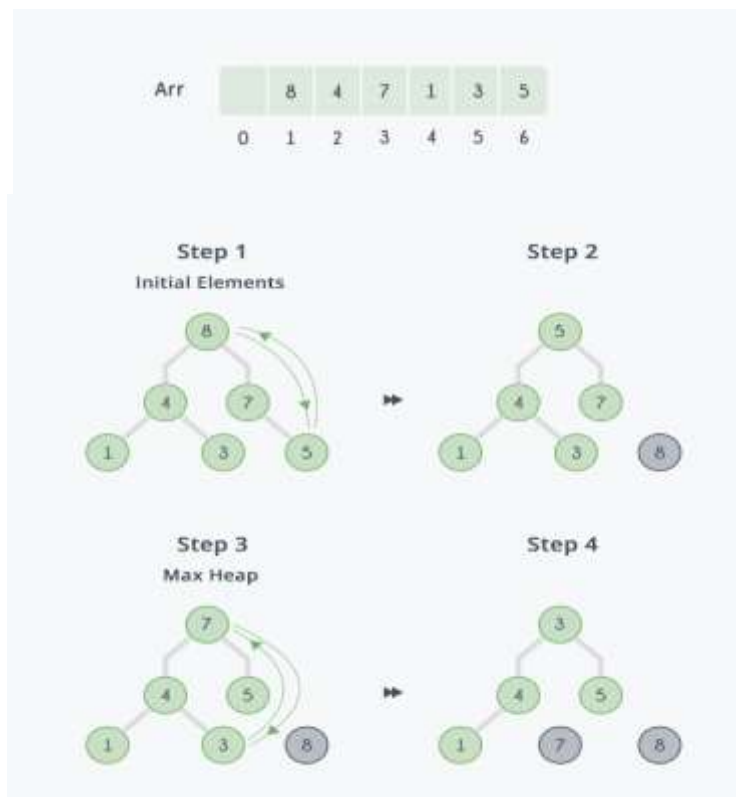 Arr 8 4 7 1 3 5
0 1 2 3 4 5 6
Step 1
Initial Elements
8
4 7
1 3 5
Step 2
5
4 7
1 3 8
Step 3
Max Heap
7
4 5
1 3 8
Step 4
3
4 5
1 7 8